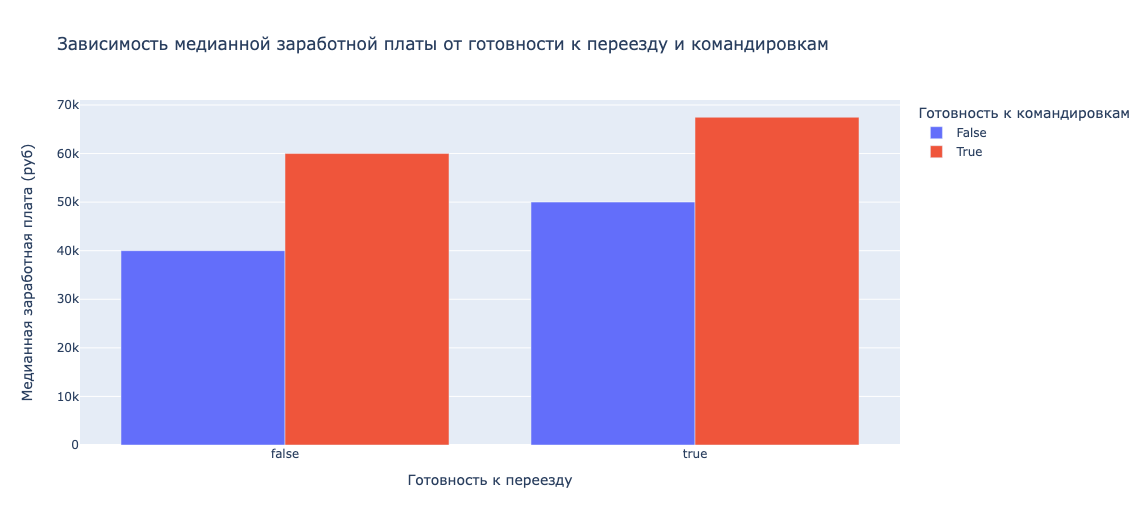 Зависимость медианной заработной платы от готовности к переезду и командировкам
Медианная заработная плата (руб)
70k
60k
50k
40k
30k
20k
10k
0
false
true
Готовность к переезду
Готовность к командировкам
False
True